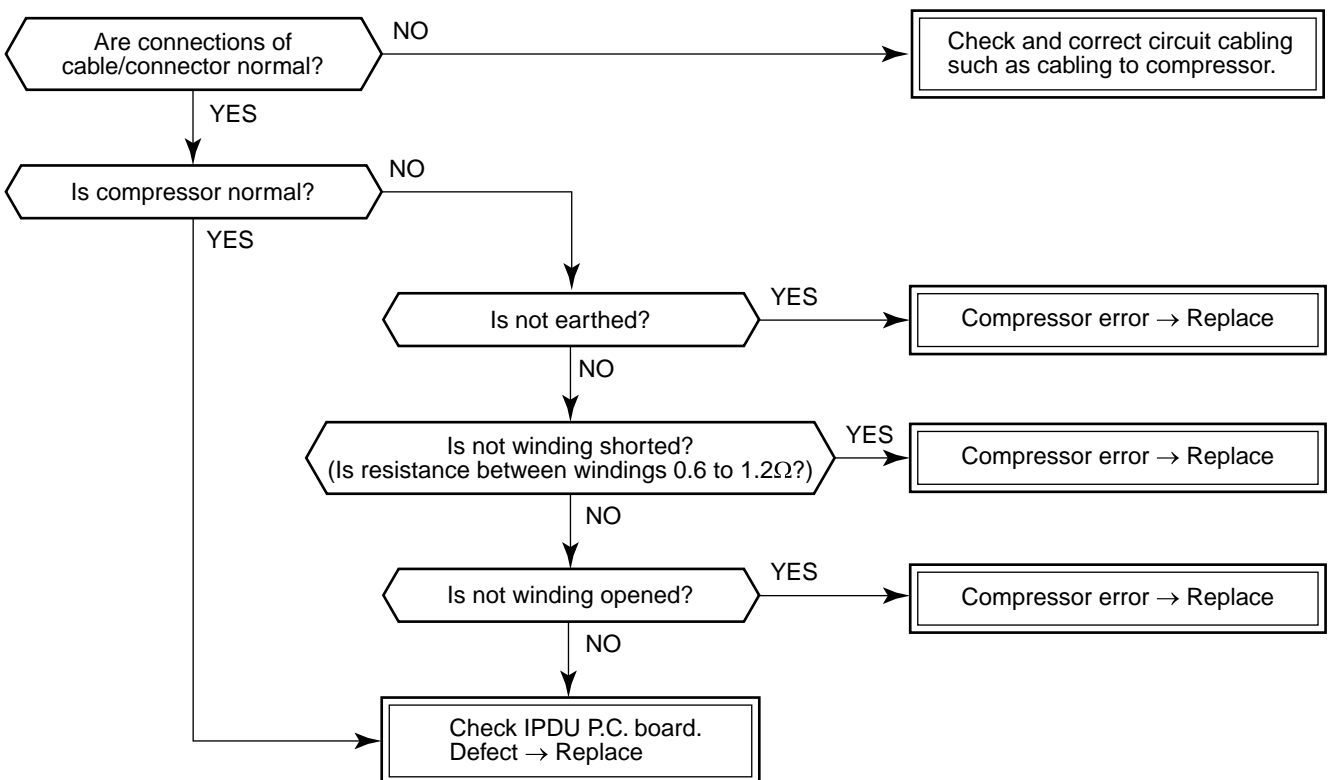 Are connections of
cable/connector normal?
NO
Check and correct circuit cabling
such as cabling to compressor.
YES
Is compressor normal?
NO
YES
Is not earthed?
YES
Compressor error → Replace
NO
Is not winding shorted?
(Is resistance between windings 0.6 to 1.2Ω?)
YES
Compressor error → Replace
NO
Is not winding opened?
YES
Compressor error → Replace
NO
Check IPDU P.C. board.
Defect → Replace